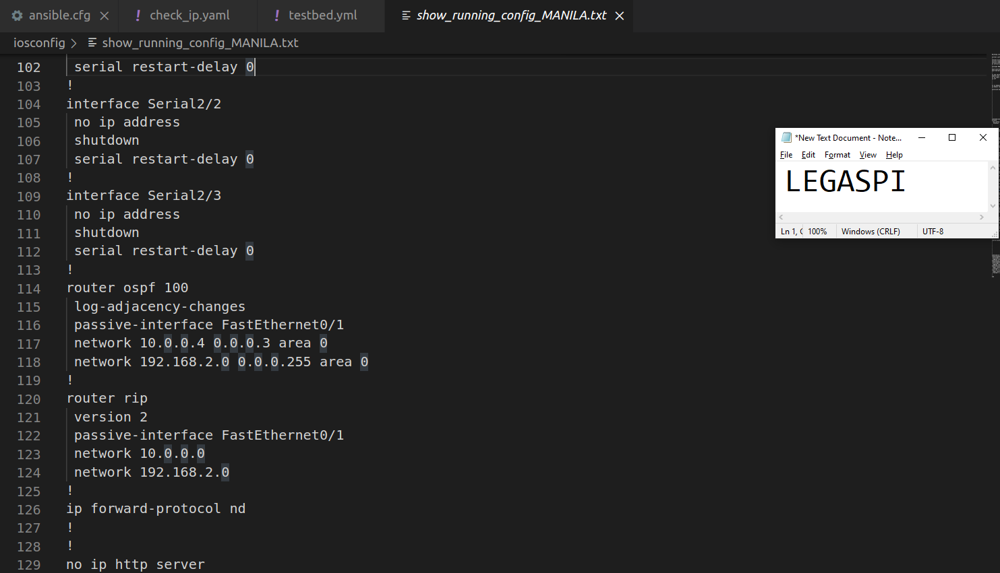 ansible.cfg
! check_ip.yaml
! testbed.yml
show_running_config_MANILA.txt
iosconfig > show_running_config_MANILA.txt
102 serial restart-delay 0
103 !
104 interface Serial2/2
105 no ip address
106 shutdown
107 serial restart-delay 0
108 !
109 interface Serial2/3
110 no ip address
111 shutdown
112 serial restart-delay 0
113 !
114 router ospf 100
115 log-adjacency-changes
116 passive-interface FastEthernet0/1
117 network 10.0.0.4 0.0.0.3 area 0
118 network 192.168.2.0 0.0.0.255 area 0
119 !
120 router rip
121 version 2
122 passive-interface FastEthernet0/1
123 network 10.0.0.0
124 network 192.168.2.0
125 !
126 ip forward-protocol nd
127 !
128 !
129 no ip http server
*New Text Document - Note...
File Edit Format View Help
LEGASPI
Ln 1, 100% Windows (CRLF) UTF-8